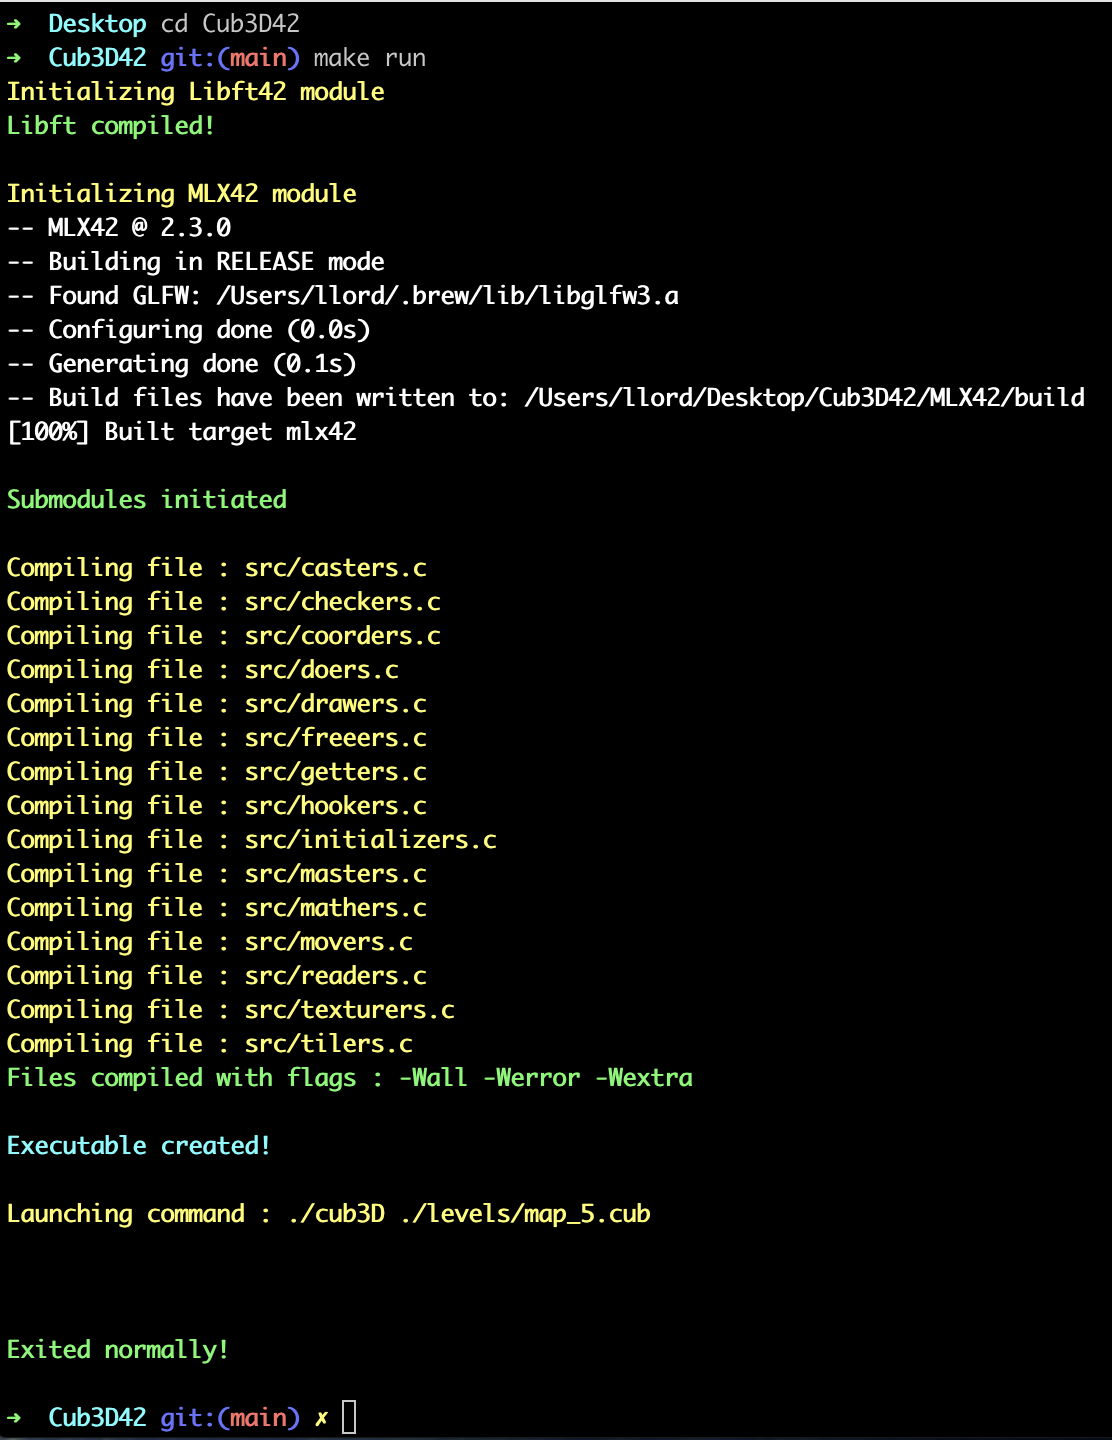 ➜  Desktop cd Cub3D42
➜  Cub3D42 git:(main) make run
Initializing Libft42 module
Libft compiled!
Initializing MLX42 module
-- MLX42 @ 2.3.0
-- Building in RELEASE mode
-- Found GLFW: /Users/llord/.brew/lib/libglfw3.a
-- Configuring done (0.0s)
-- Generating done (0.1s)
-- Build files have been written to: /Users/llord/Desktop/Cub3D42/MLX42/build
[100%] Built target mlx42
Submodules initiated
Compiling file : src/casters.c
Compiling file : src/checkers.c
Compiling file : src/coorders.c
Compiling file : src/doers.c
Compiling file : src/drawers.c
Compiling file : src/freeers.c
Compiling file : src/getters.c
Compiling file : src/hookers.c
Compiling file : src/initializers.c
Compiling file : src/masters.c
Compiling file : src/mathers.c
Compiling file : src/movers.c
Compiling file : src/readers.c
Compiling file : src/texturers.c
Compiling file : src/tilers.c
Files compiled with flags : -Wall -Werror -Wextra
Executable created!
Launching command : ./cub3D ./levels/map_5.cub
Exited normally!
➜  Cub3D42 git:(main) ✗